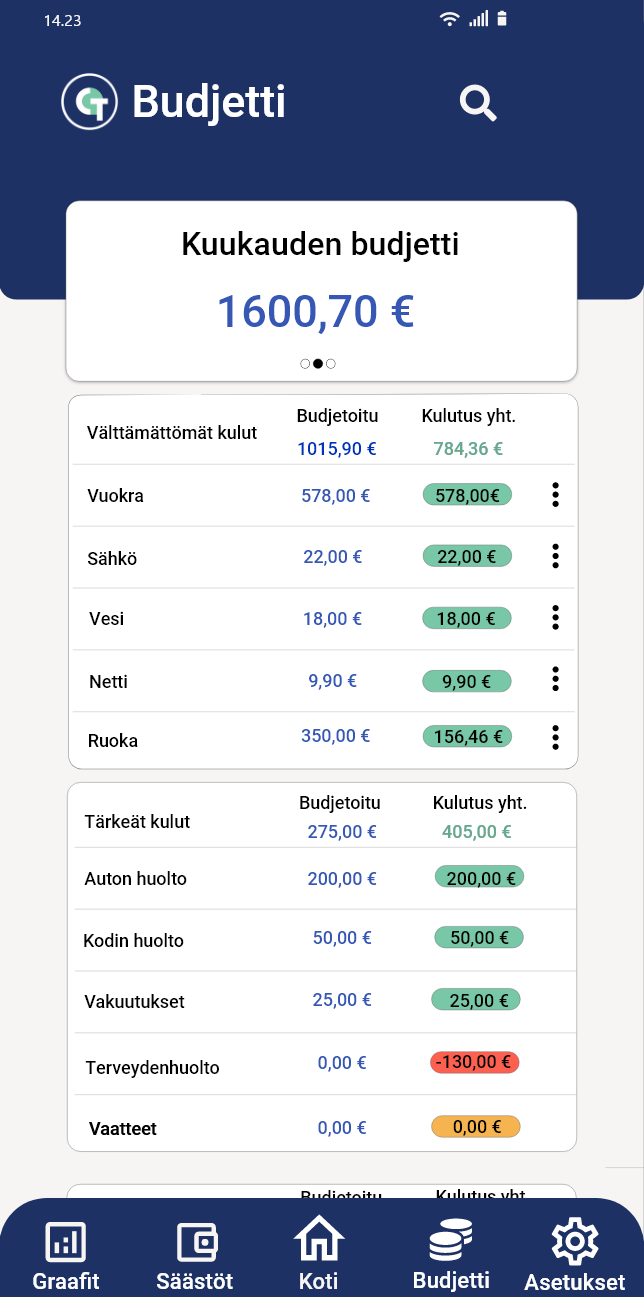 14.23
Budjetti
Kuukauden budjetti
1600,70 €
Välttämättömät kulut Budjetoitu Kulutus yht.
1015,90 € 784,36 €
Vuokra 578,00 € 578,00€
Sähkö 22,00 € 22,00 €
Vesi 18,00 € 18,00 €
Netti 9,90 € 9,90 €
Ruoka 350,00 € 156,46 €
Tärkeät kulut Budjetoitu Kulutus yht.
275,00 € 405,00 €
Auton huolto 200,00 € 200,00 €
Kodin huolto 50,00 € 50,00 €
Vakuutukset 25,00 € 25,00 €
Terveydenhuolto 0,00 € -130,00 €
Vaatteet 0,00 € 0,00 €
Budjetoitu Kulutus yht.
Graafit Säästöt Koti Budjetti Asetukset